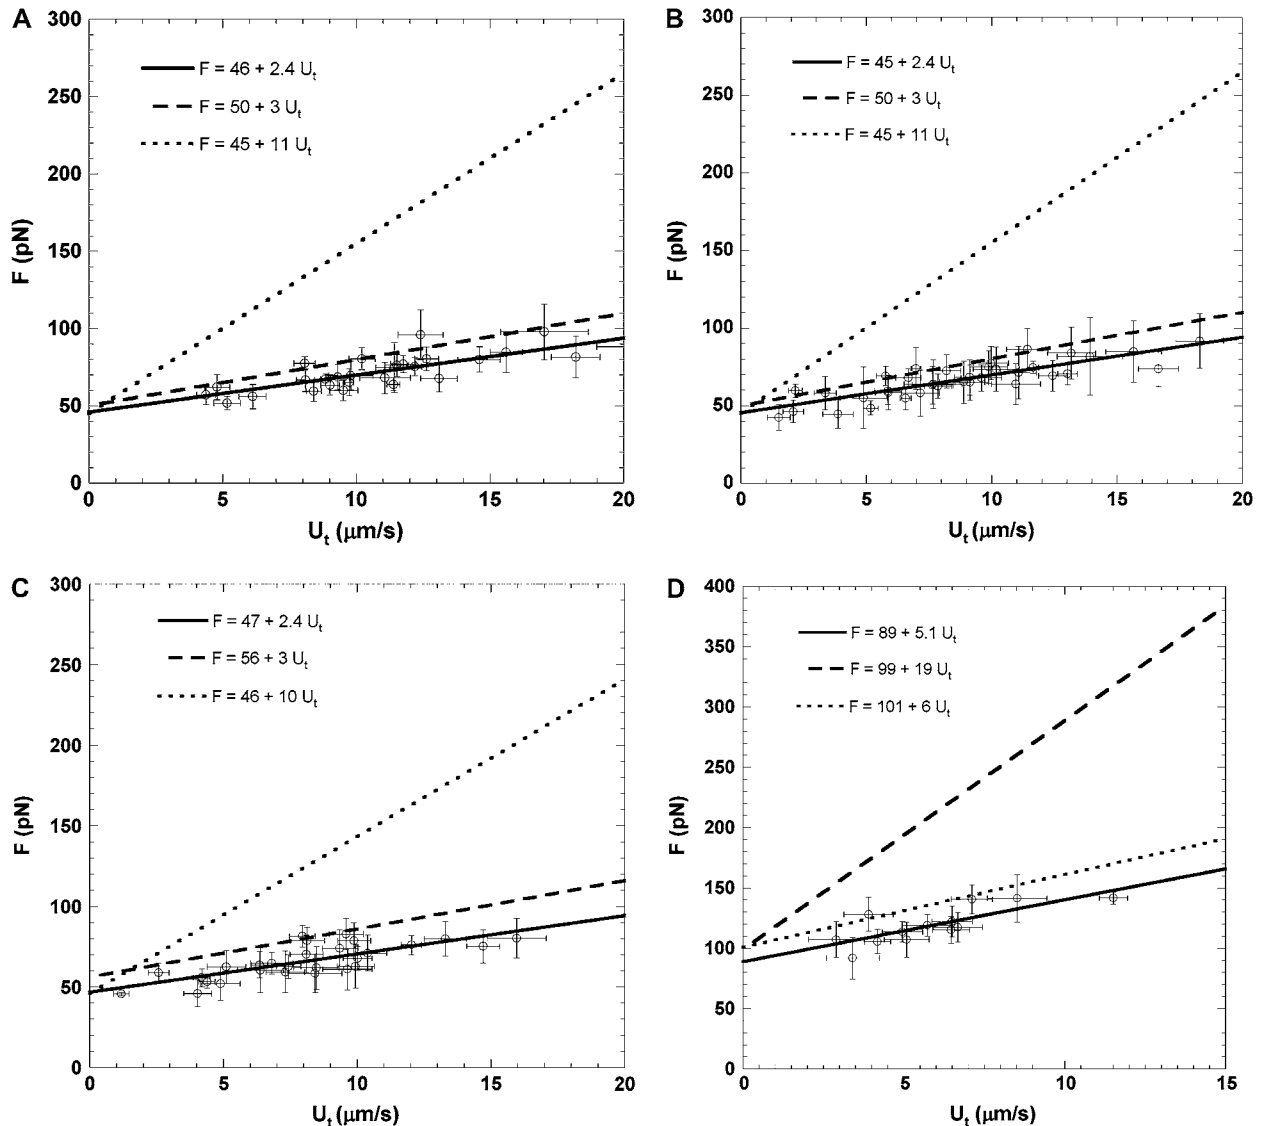 A
300
250
200
150
100
50
0
F (pN)
F = 46 + 2.4 Ut
F = 50 + 3 Ut
F = 45 + 11 Ut
0 5 10 15 20
Ut (μm/s)
B
300
250
200
150
100
50
0
F (pN)
F = 45 + 2.4 Ut
F = 50 + 3 Ut
F = 45 + 11 Ut
0 5 10 15 20
Ut (μm/s)
C
300
250
200
150
100
50
0
F (pN)
F = 47 + 2.4 Ut
F = 56 + 3 Ut
F = 46 + 10 Ut
0 5 10 15 20
Ut (μm/s)
D
400
350
300
250
200
150
100
50
0
F (pN)
F = 89 + 5.1 Ut
F = 99 + 19 Ut
F = 101 + 6 Ut
0 5 10 15
Ut (μm/s)